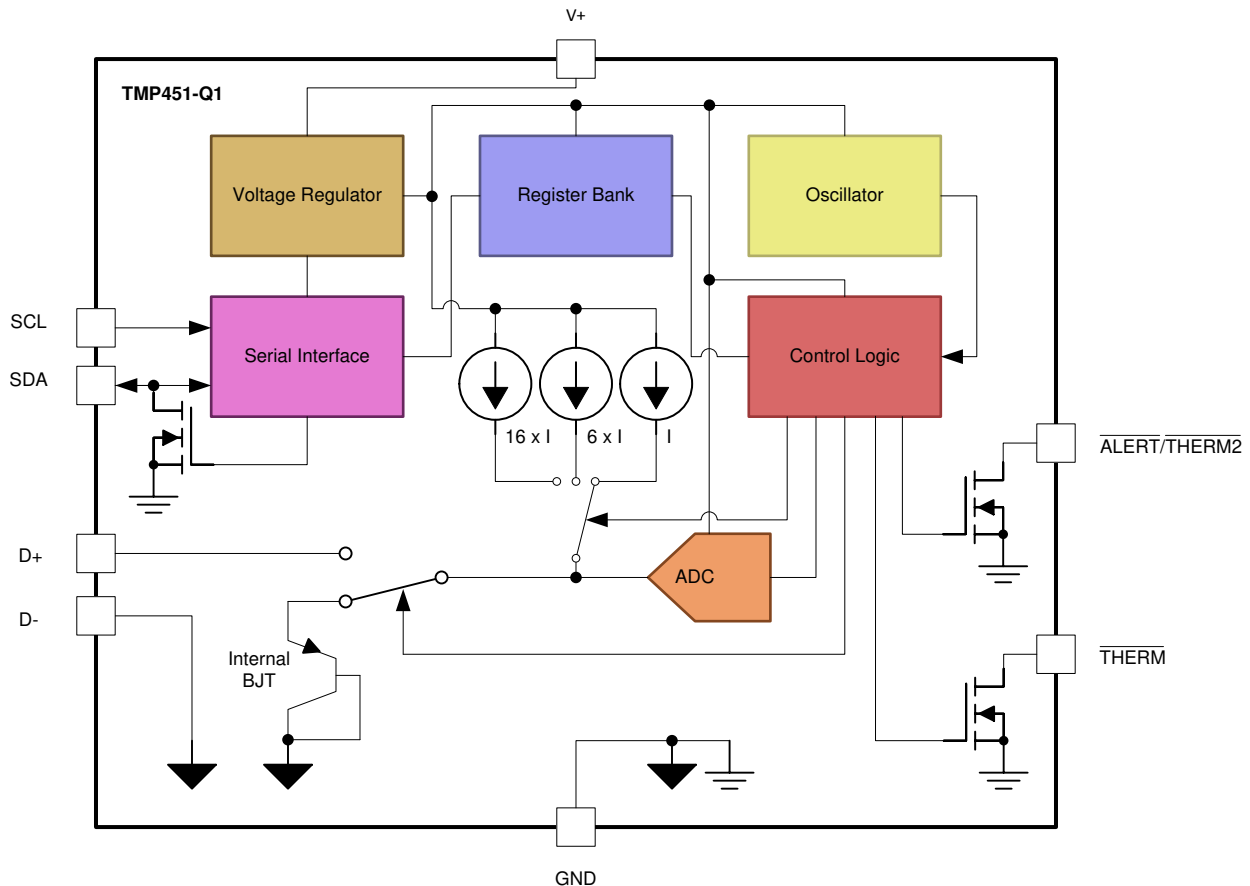 V+
TMP451-Q1
Voltage Regulator
Register Bank
Oscillator
SCL
Serial Interface
Control Logic
SDA
16 x I
6 x I
I
ALERT/THERM2
D+
ADC
D-
Internal
BJT
THERM
GND